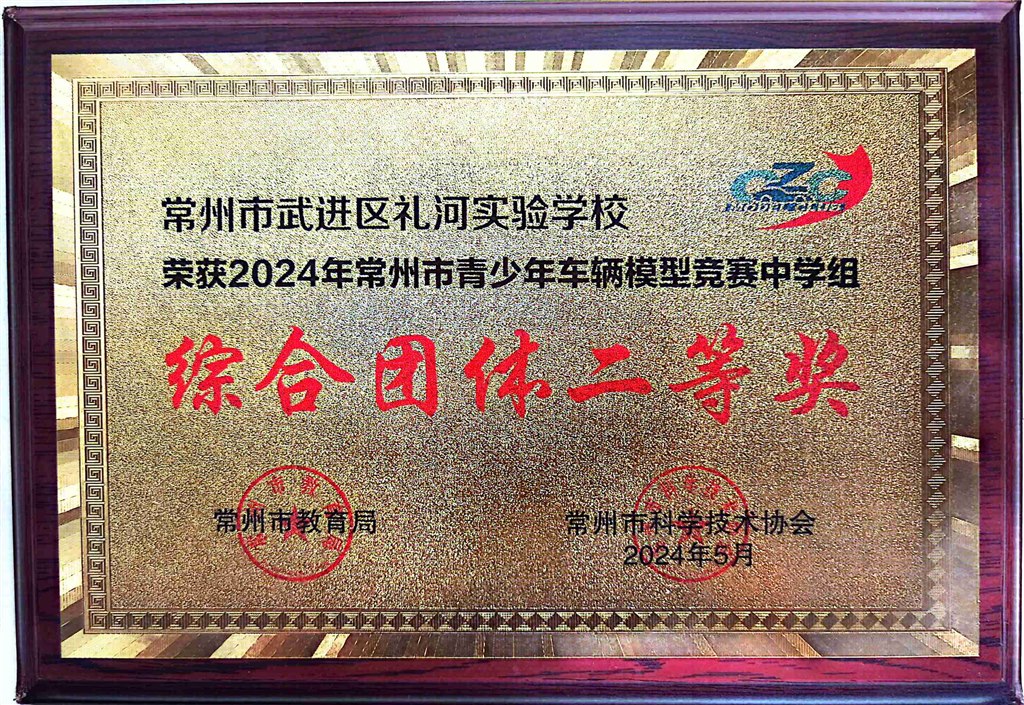 CZC
常州市武进区礼河实验学校
荣获2024年常州市青少年车辆模型竞赛中学组
综合团体二等奖
常州市教育局
常州市科学技术协会
2024年5月